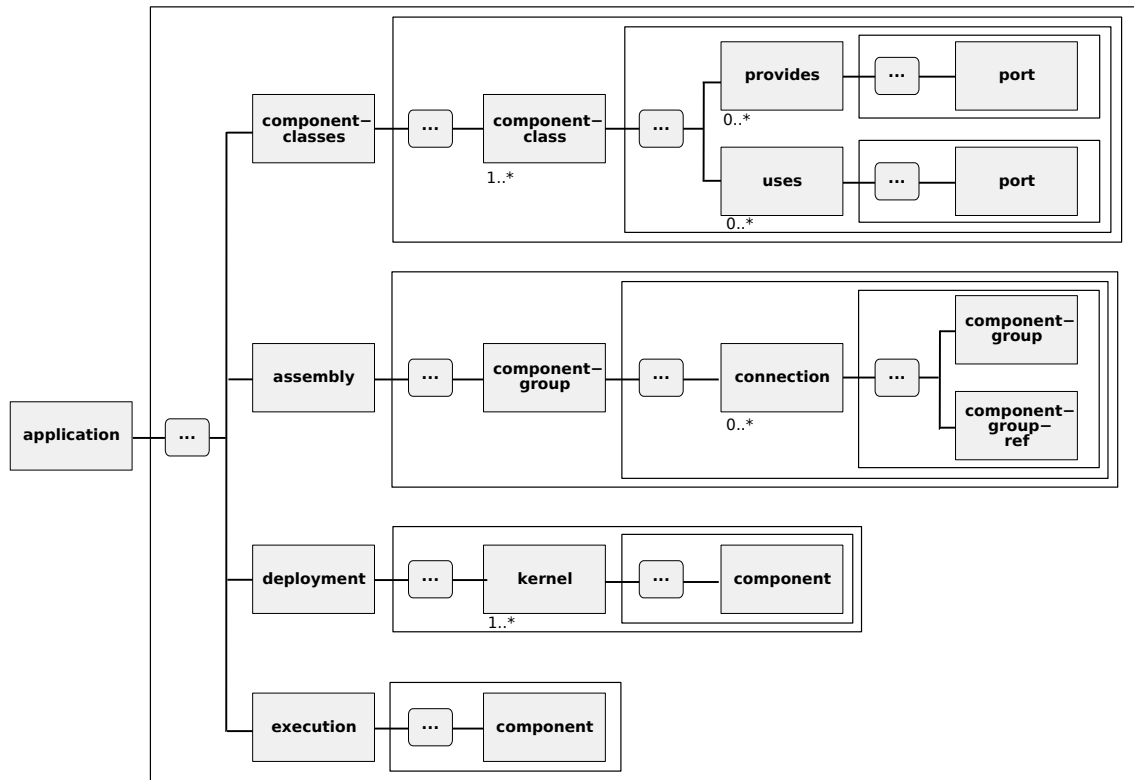 provides
...
port
0..*
component−
classes
...
component−
class
1..*
...
uses
...
port
0..*
assembly
...
component−
group
...
connection
0..*
...
component−
group
component−
group−
ref
application
...
deployment
...
kernel
1..*
...
component
execution
...
component